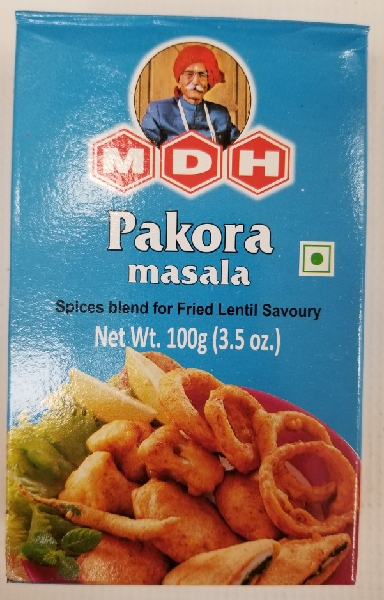 MDH
Pakora
masala
Spices blend for Fried Lentil Savoury
Net Wt. 100g (3.5 oz.)